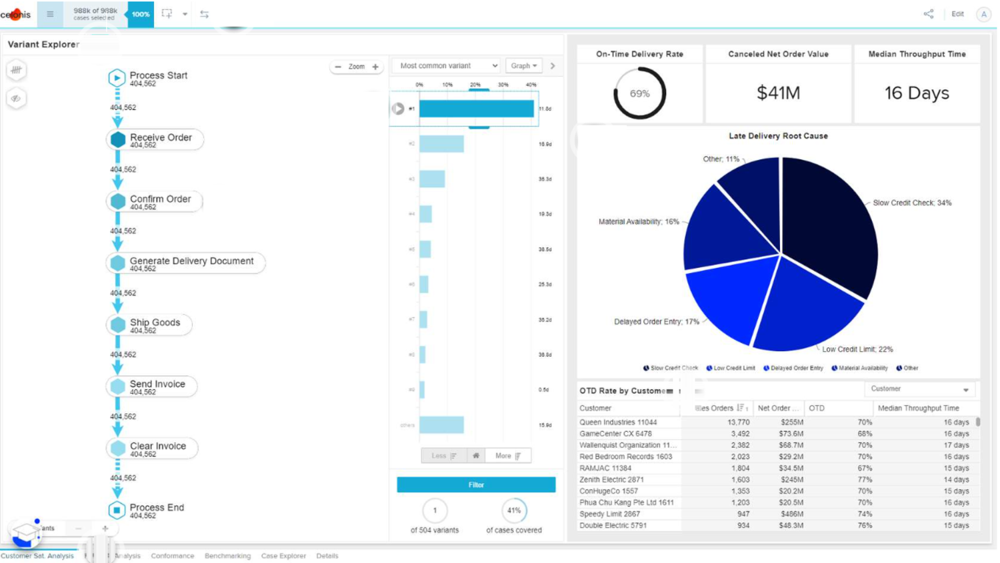 celonis
988k of 988k
cases selected
100%
Edit
A
Variant Explorer
Zoom
Process Start
404,562
404,562
Receive Order
404,562
404,562
Confirm Order
404,562
404,562
Generate Delivery Document
404,562
404,562
Ship Goods
404,562
404,562
Send Invoice
404,562
404,562
Clear Invoice
404,562
404,562
Process End
404,562
Most common variant
Graph
0% 10% 20% 30% 40%
#1 11.8d
#2 16.9d
#3 36.3d
#4 19.3d
#5 36.5d
#6 25.3d
#7 36.2d
#8 36.8d
#9 0.5d
others 15.9d
Less
More
Filter
1
of 504 variants
41%
of cases covered
On-Time Delivery Rate
69%
Canceled Net Order Value
$41M
Median Throughput Time
16 Days
Late Delivery Root Cause
Other; 11%
Slow Credit Check; 34%
Material Availability; 16%
Delayed Order Entry; 17%
Low Credit Limit; 22%
Slow Credit Check Low Credit Limit Delayed Order Entry Material Availability Other
OTD Rate by Custome
Customer
Customer les Orders 1 Net Order ... OTD Median Throughput Time
Queen Industries 11044 13,770 $255M 70% 16 days
GameCenter CX 6478 3,492 $73.6M 68% 16 days
Wallenquist Organization 11... 2,382 $68.7M 70% 17 days
Red Bedroom Records 1603 2,023 $29.2M 70% 16 days
RAMJAC 11384 1,804 $34.5M 67% 15 days
Zenith Electric 2871 1,603 $245M 77% 14 days
ConHugeCo 1557 1,353 $20.2M 70% 15 days
Phua Chu Kang Pte Ltd 1611 1,203 $20.5M 70% 16 days
Speedy Limit 2867 947 $486M 74% 16 days
Double Electric 5791 934 $48.3M 76% 15 days
Customer Sat. Analysis Analysis Conformance Benchmarking Case Explorer Details